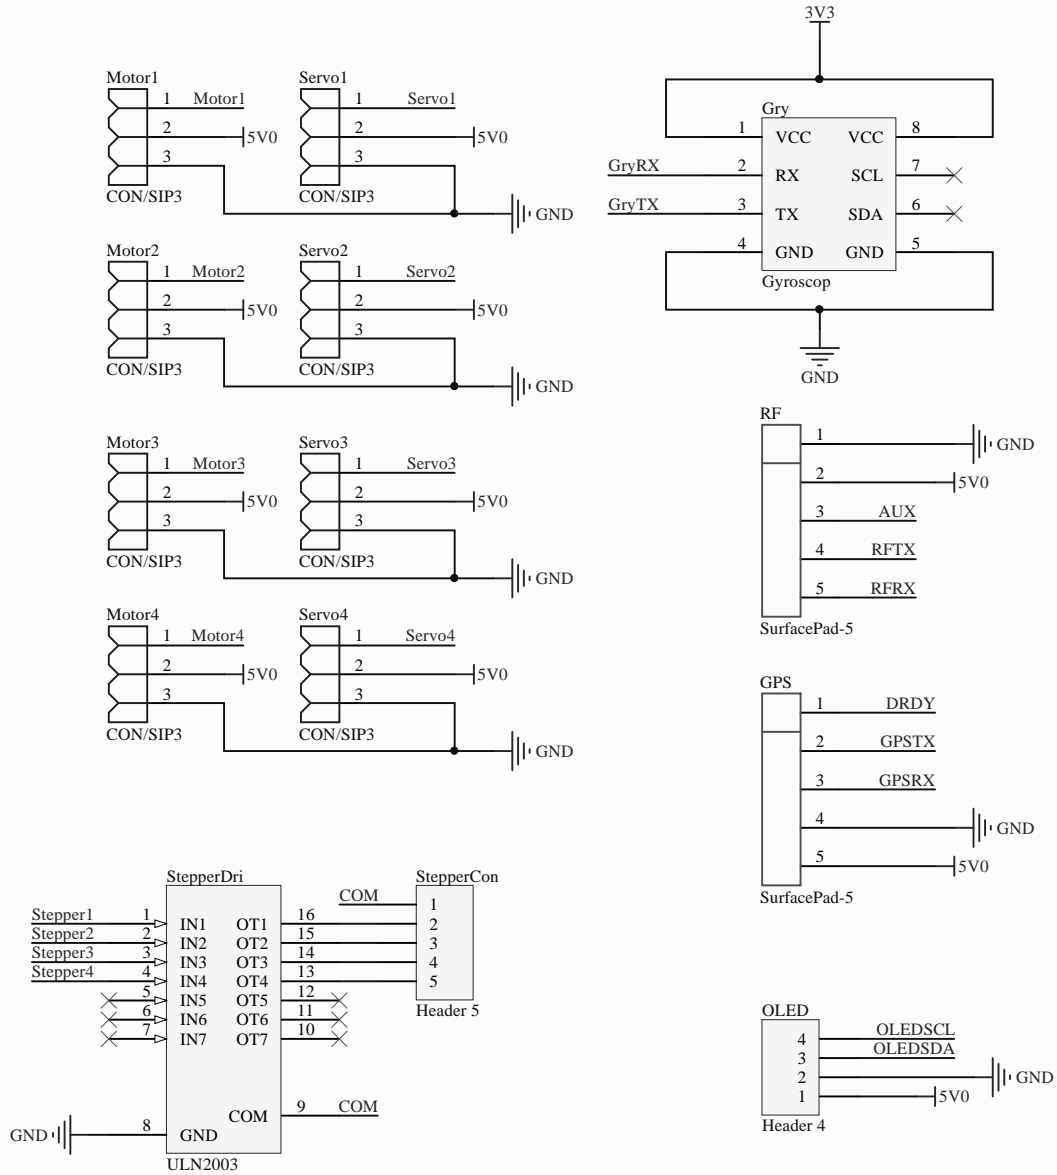 3V3
Motor1
1 Motor1
2 5V0
3
CON/SIP3
Servo1
1 Servo1
2 5V0
3
CON/SIP3
GND
Motor2
1 Motor2
2 5V0
3
CON/SIP3
Servo2
1 Servo2
2 5V0
3
CON/SIP3
GND
Motor3
1 Motor3
2 5V0
3
CON/SIP3
Servo3
1 Servo3
2 5V0
3
CON/SIP3
GND
Motor4
1 Motor4
2 5V0
3
CON/SIP3
Servo4
1 Servo4
2 5V0
3
CON/SIP3
GND
Gry
1 VCC VCC 8
GryRX 2 RX SCL 7
GryTX 3 TX SDA 6
4 GND GND 5
Gyroscop
GND
RF
1 GND
2 5V0
3 AUX
4 RFTX
5 RFRX
SurfacePad-5
GPS
1 DRDY
2 GPSTX
3 GPSRX
4 GND
5 5V0
SurfacePad-5
StepperDri
Stepper1 1 IN1 OT1 16
Stepper2 2 IN2 OT2 15
Stepper3 3 IN3 OT3 14
Stepper4 4 IN4 OT4 13
5 IN5 OT5 12
6 IN6 OT6 11
7 IN7 OT7 10
COM 9 COM
GND 8 GND
ULN2003
StepperCon
COM 1
2
3
4
5
Header 5
OLED
4 OLEDSCL
3 OLEDSDA
2 GND
1 5V0
Header 4